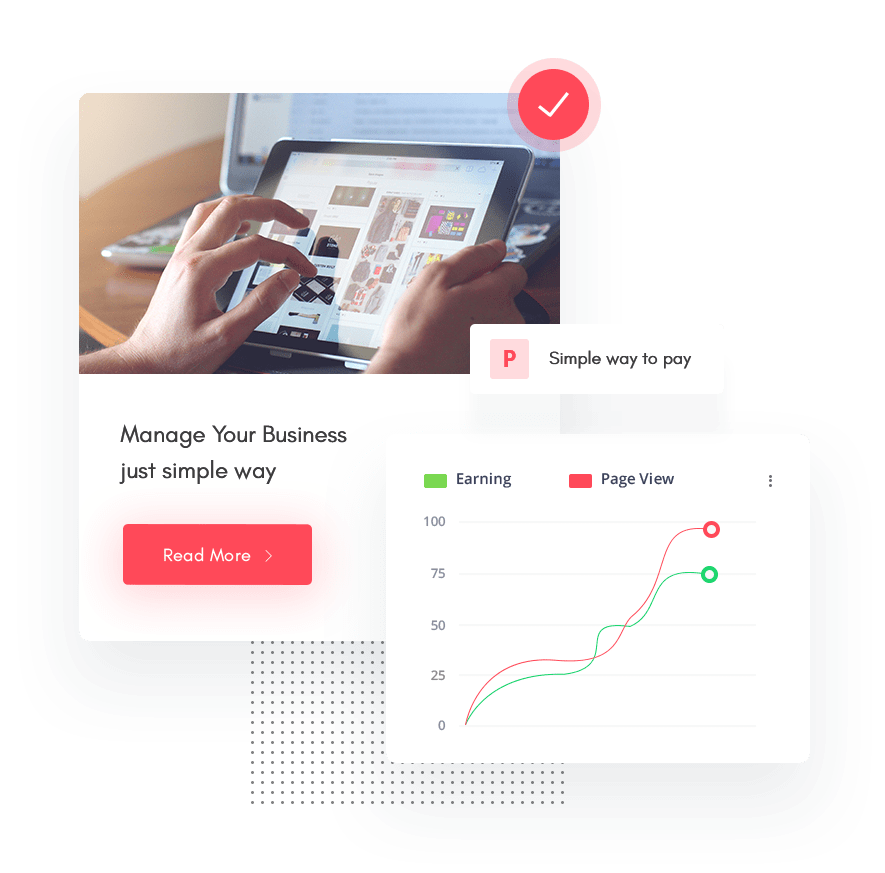 P
Simple way to pay
Manage Your Business
just simple way
Read More
Earning
Page View
100
75
50
25
0